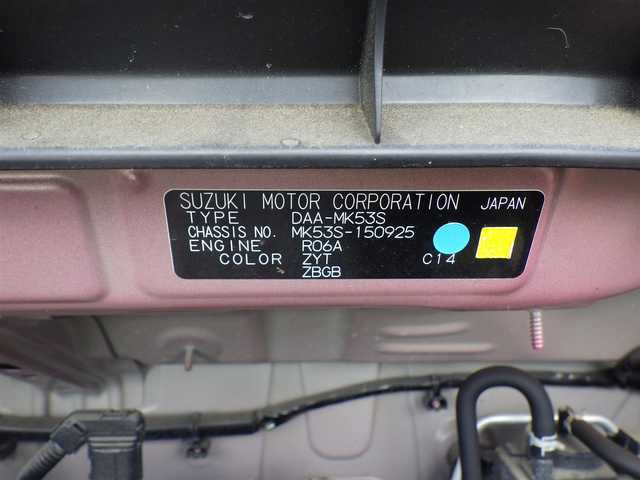 SUZUKI MOTOR CORPORATION JAPAN
TYPE DAA-MK53S
CHASSIS NO. MK53S-150925
ENGINE R06A
COLOR ZYT C14
ZBGB